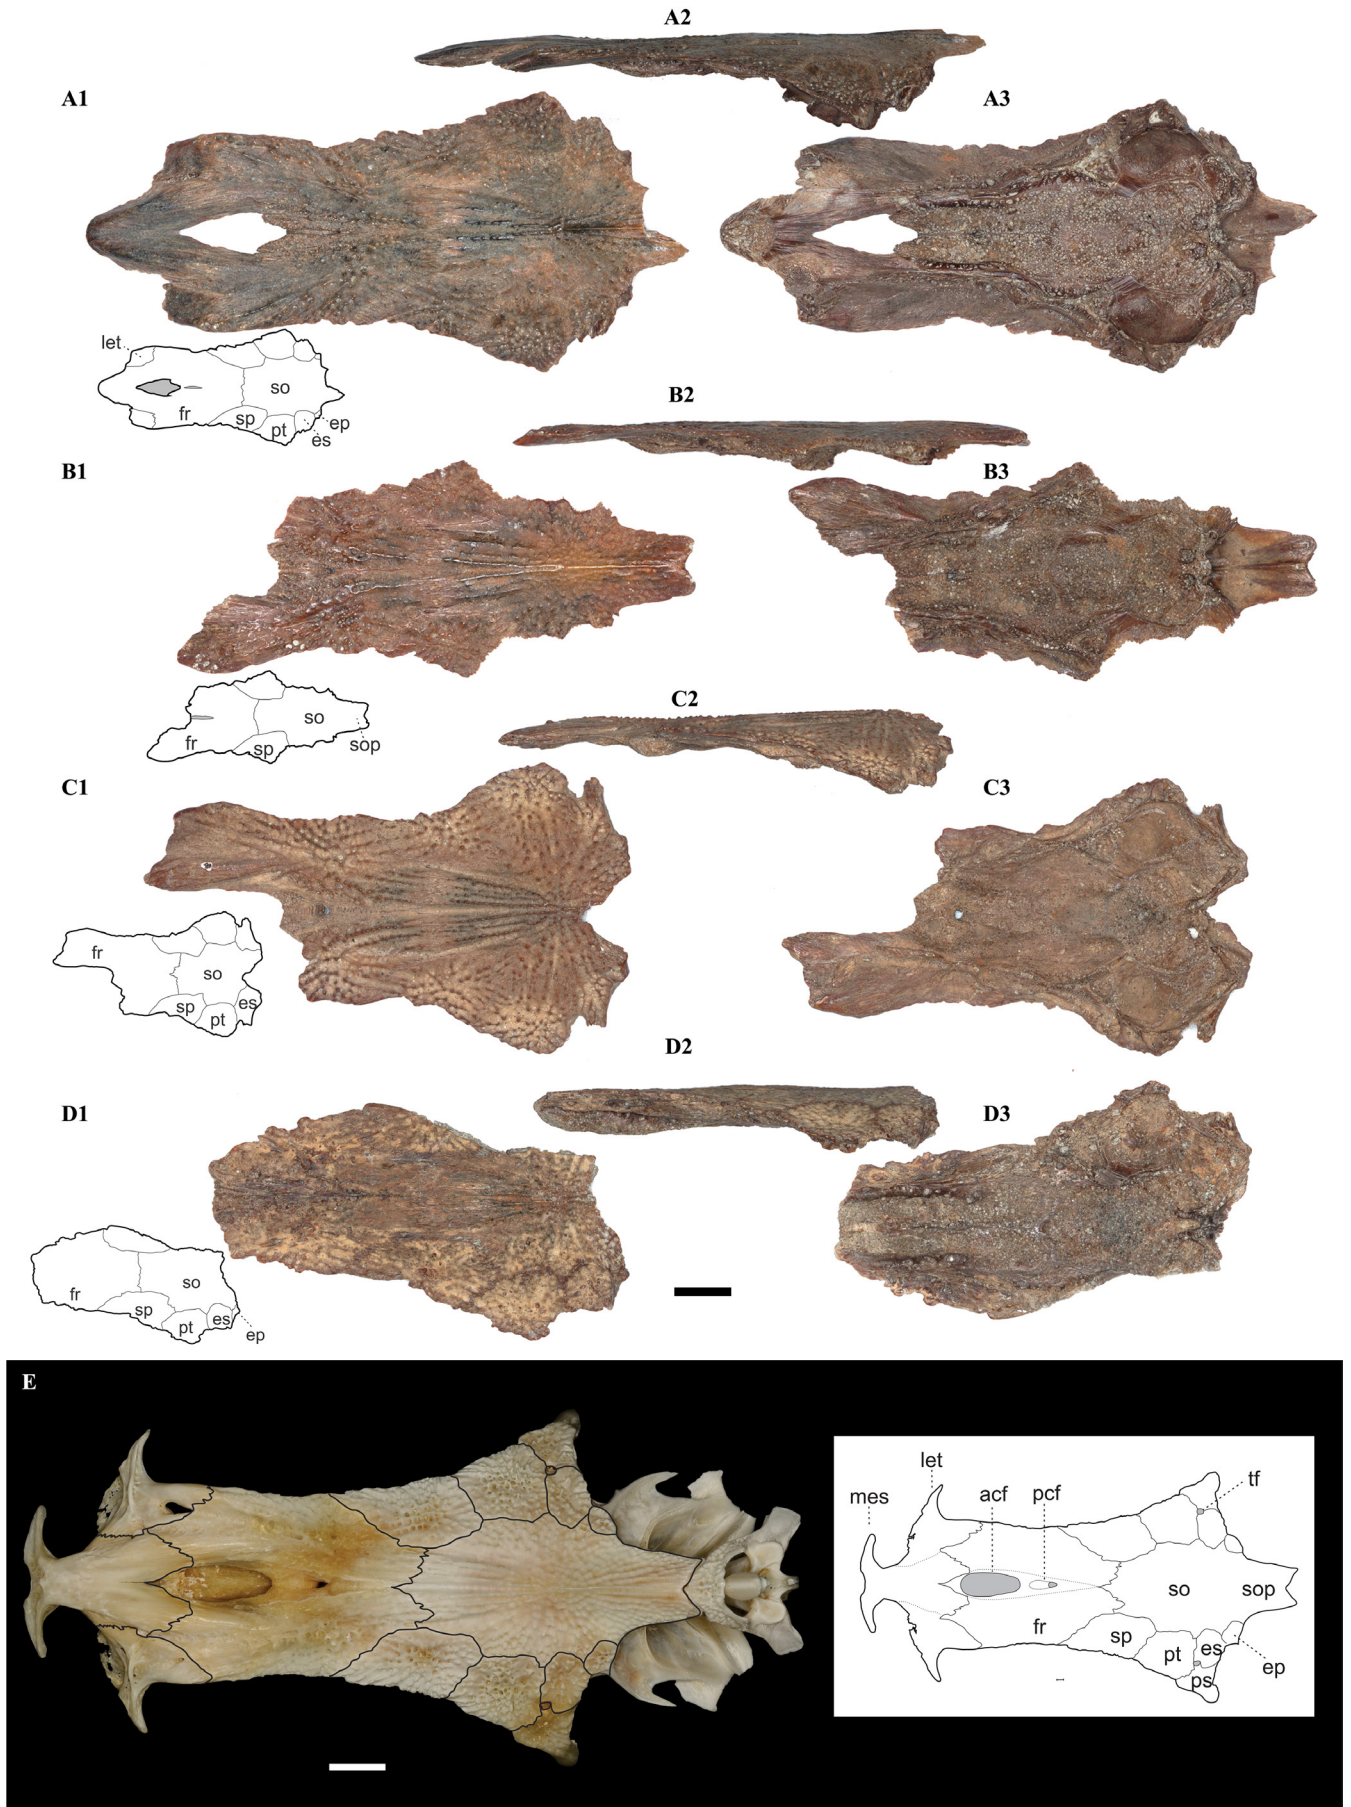 A2
A1
A3
let
so
fr
sp
ep
pt
es
B2
B1
B3
so
fr
sp
sop
C2
C1
C3
fr
so
sp
es
pt
D2
D1
D3
so
fr
sp
es
pt
ep
E
let
tf
mes
acf
pcf
so
sop
fr
sp
pt
es
ep
ps